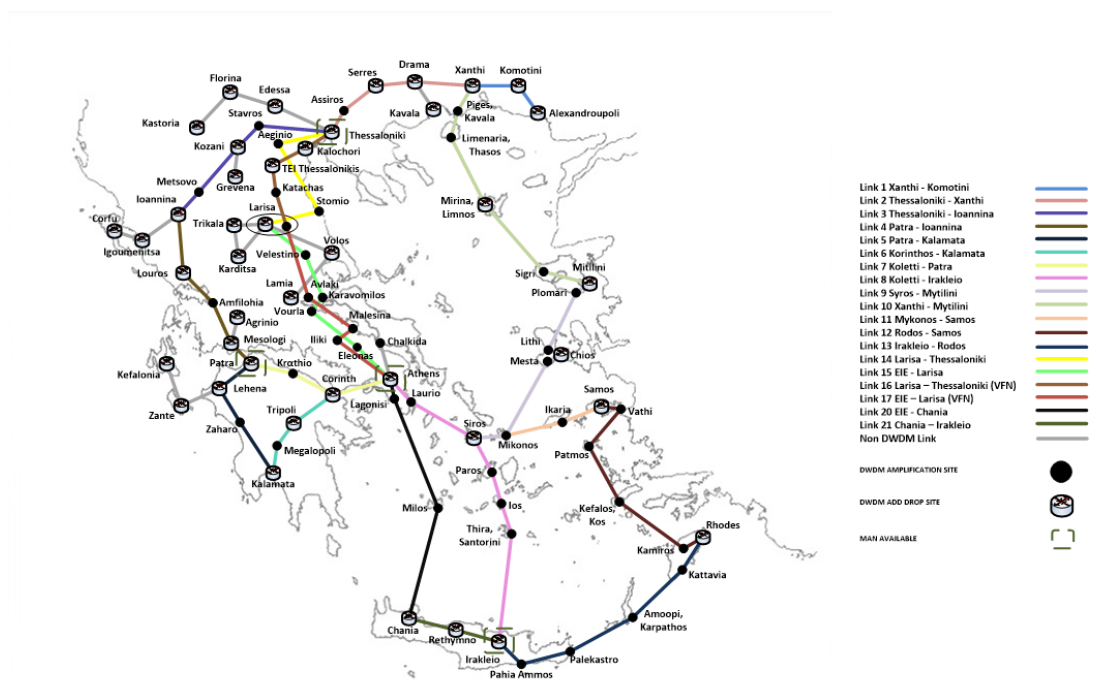 Florina
Edessa
Serres
Drama
Xanthi
Komotini
Assiros
Kastoria
Stavros
Aeginio
Thessaloniki
Kavala
Piges,
Kavala
Alexandroupoli
Kozani
Kalochori
Limenaria,
Thasos
TEI Thessalonikis
Metsovo
Grevena
Katachas
Ioannina
Larisa
Stomio
Mirina,
Limnos
Corfu
Trikala
Igoumenitsa
Volos
Karditsa
Velestino
Louros
Sigri
Mitilini
Lamia
Avlaki
Karavomilos
Plomari
Amfilohia
Agrinio
Vourla
Malesina
Mesologi
Iliki
Eleonas
Chalkida
Lithi
Mesta
Chios
Kefalonia
Patra
Krathio
Athens
Corinth
Lehena
Lagonisi
Laurio
Samos
Zante
Tripoli
Ikaria
Vathi
Zaharo
Siros
Mikonos
Megalopoli
Patmos
Kalamata
Paros
Milos
Ios
Kefalos,
Kos
Thira,
Santorini
Rhodes
Kamiros
Kattavia
Chania
Rethymno
Amoopi,
Karpathos
Irakleio
Palekastro
Pahia Ammos
Link 1 Xanthi - Komotini
Link 2 Thessaloniki - Xanthi
Link 3 Thessaloniki - Ioannina
Link 4 Patra - Ioannina
Link 5 Patra - Kalamata
Link 6 Korinthos - Kalamata
Link 7 Koletti - Patra
Link 8 Koletti - Irakleio
Link 9 Syros - Mytilini
Link 10 Xanthi - Mytilini
Link 11 Mykonos - Samos
Link 12 Rodos - Samos
Link 13 Irakleio - Rodos
Link 14 Larisa - Thessaloniki
Link 15 EIE - Larisa
Link 16 Larisa – Thessaloniki (VFN)
Link 17 EIE – Larisa (VFN)
Link 20 EIE - Chania
Link 21 Chania – Irakleio
Non DWDM Link
DWDM AMPLIFICATION SITE
DWDM ADD DROP SITE
MAN AVAILABLE